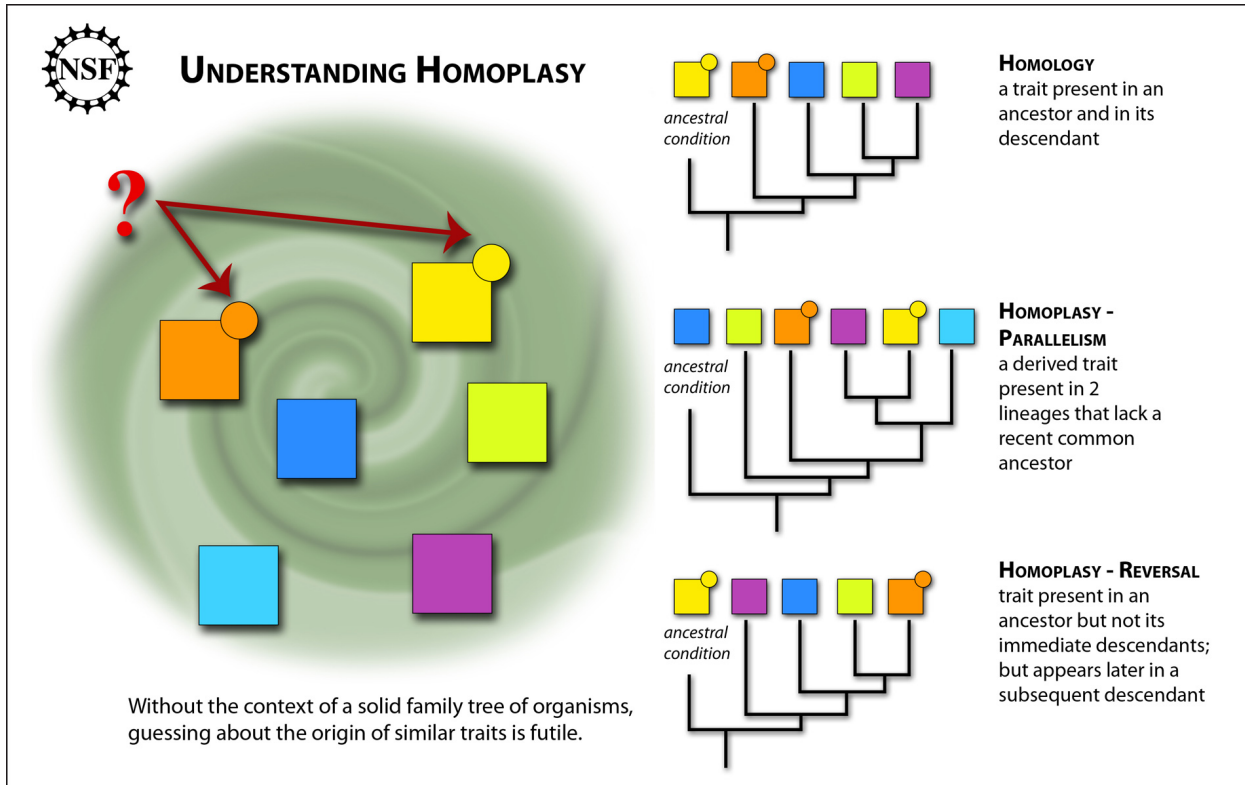 NSF
UNDERSTANDING HOMOPLASY
?
Without the context of a solid family tree of organisms,
guessing about the origin of similar traits is futile.
ancestral
condition
HOMOLOGY
a trait present in an
ancestor and in its
descendant
ancestral
condition
HOMOPLASY -
PARALLELISM
a derived trait
present in 2
lineages that lack a
recent common
ancestor
ancestral
condition
HOMOPLASY - REVERSAL
trait present in an
ancestor but not its
immediate descendants;
but appears later in a
subsequent descendant